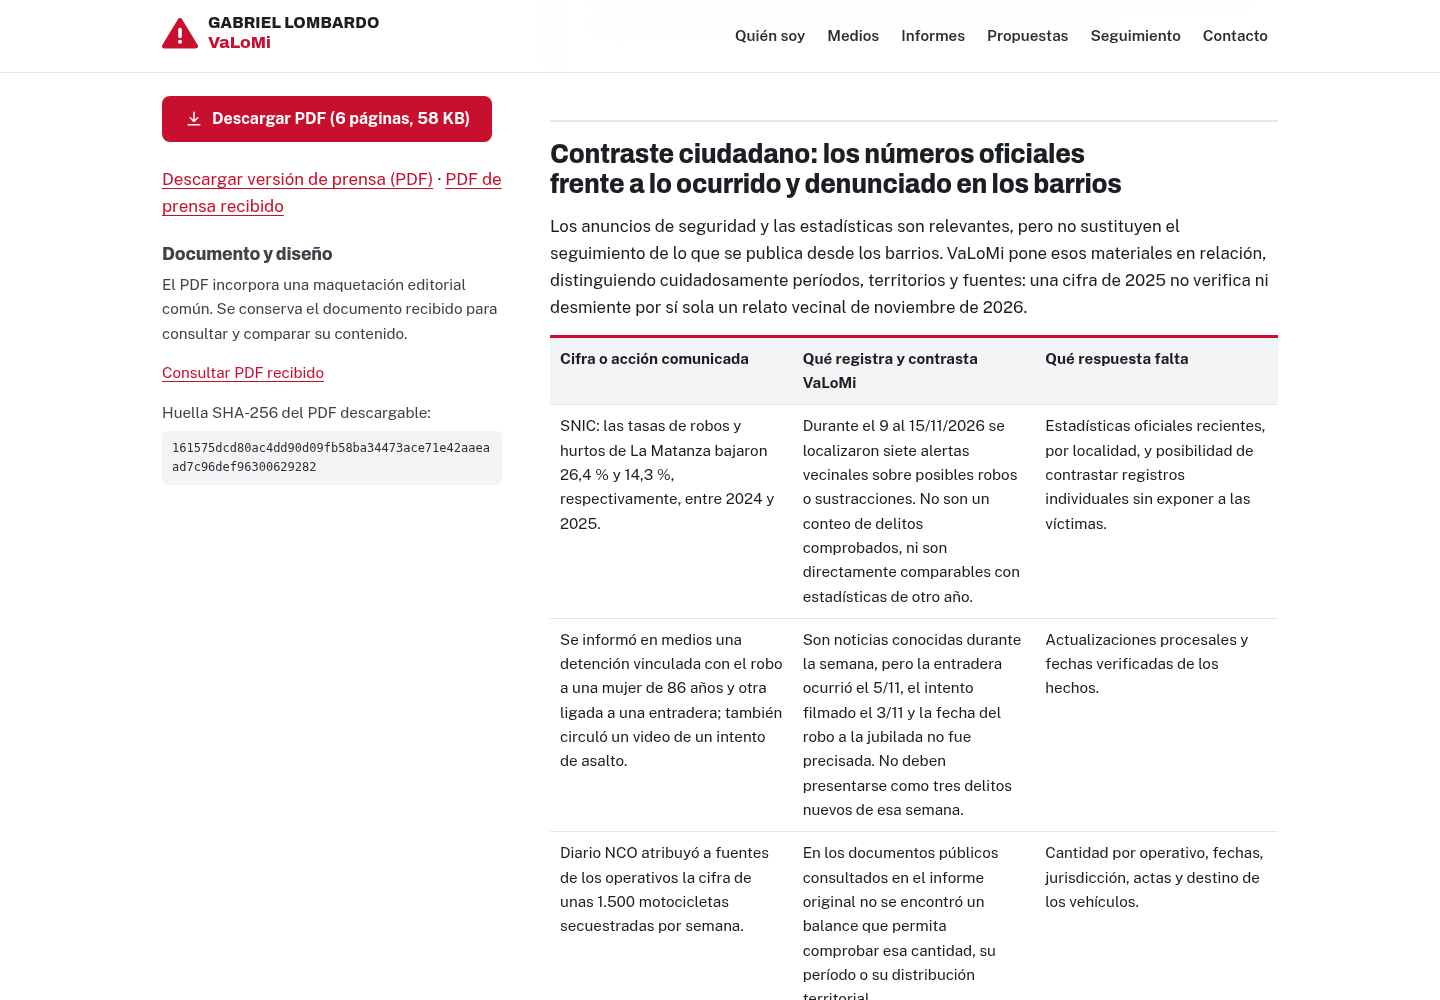 GABRIEL LOMBARDO
VaLoMi
Quién soy
Medios
Informes
Propuestas
Seguimiento
Contacto
Descargar PDF (6 páginas, 58 KB)
Descargar versión de prensa (PDF) · PDF de
prensa recibido
Documento y diseño
El PDF incorpora una maquetación editorial
común. Se conserva el documento recibido para
consultar y comparar su contenido.
Consultar PDF recibido
Huella SHA-256 del PDF descargable:
161575dcd80ac4dd90d09fb58ba34473ace71e42aaea
ad7c96def96300629282
Contraste ciudadano: los números oficiales
frente a lo ocurrido y denunciado en los barrios
Los anuncios de seguridad y las estadísticas son relevantes, pero no sustituyen el
seguimiento de lo que se publica desde los barrios. VaLoMi pone esos materiales en relación,
distinguiendo cuidadosamente períodos, territorios y fuentes: una cifra de 2025 no verifica ni
desmiente por sí sola un relato vecinal de noviembre de 2026.
Cifra o acción comunicada
Qué registra y contrasta
VaLoMi
Qué respuesta falta
SNIC: las tasas de robos y
hurtos de La Matanza bajaron
26,4 % y 14,3 %,
respectivamente, entre 2024 y
2025.
Durante el 9 al 15/11/2026 se
localizaron siete alertas
vecinales sobre posibles robos
o sustracciones. No son un
conteo de delitos
comprobados, ni son
directamente comparables con
estadísticas de otro año.
Estadísticas oficiales recientes,
por localidad, y posibilidad de
contrastar registros
individuales sin exponer a las
víctimas.
Se informó en medios una
detención vinculada con el robo
a una mujer de 86 años y otra
ligada a una entradera; también
circuló un video de un intento
de asalto.
Son noticias conocidas durante
la semana, pero la entradera
ocurrió el 5/11, el intento
filmado el 3/11 y la fecha del
robo a la jubilada no fue
precisada. No deben
presentarse como tres delitos
nuevos de esa semana.
Actualizaciones procesales y
fechas verificadas de los
hechos.
Diario NCO atribuyó a fuentes
de los operativos la cifra de
unas 1.500 motocicletas
secuestradas por semana.
En los documentos públicos
consultados en el informe
original no se encontró un
balance que permita
comprobar esa cantidad, su
período o su distribución
territorial.
Cantidad por operativo, fechas,
jurisdicción, actas y destino de
los vehículos.